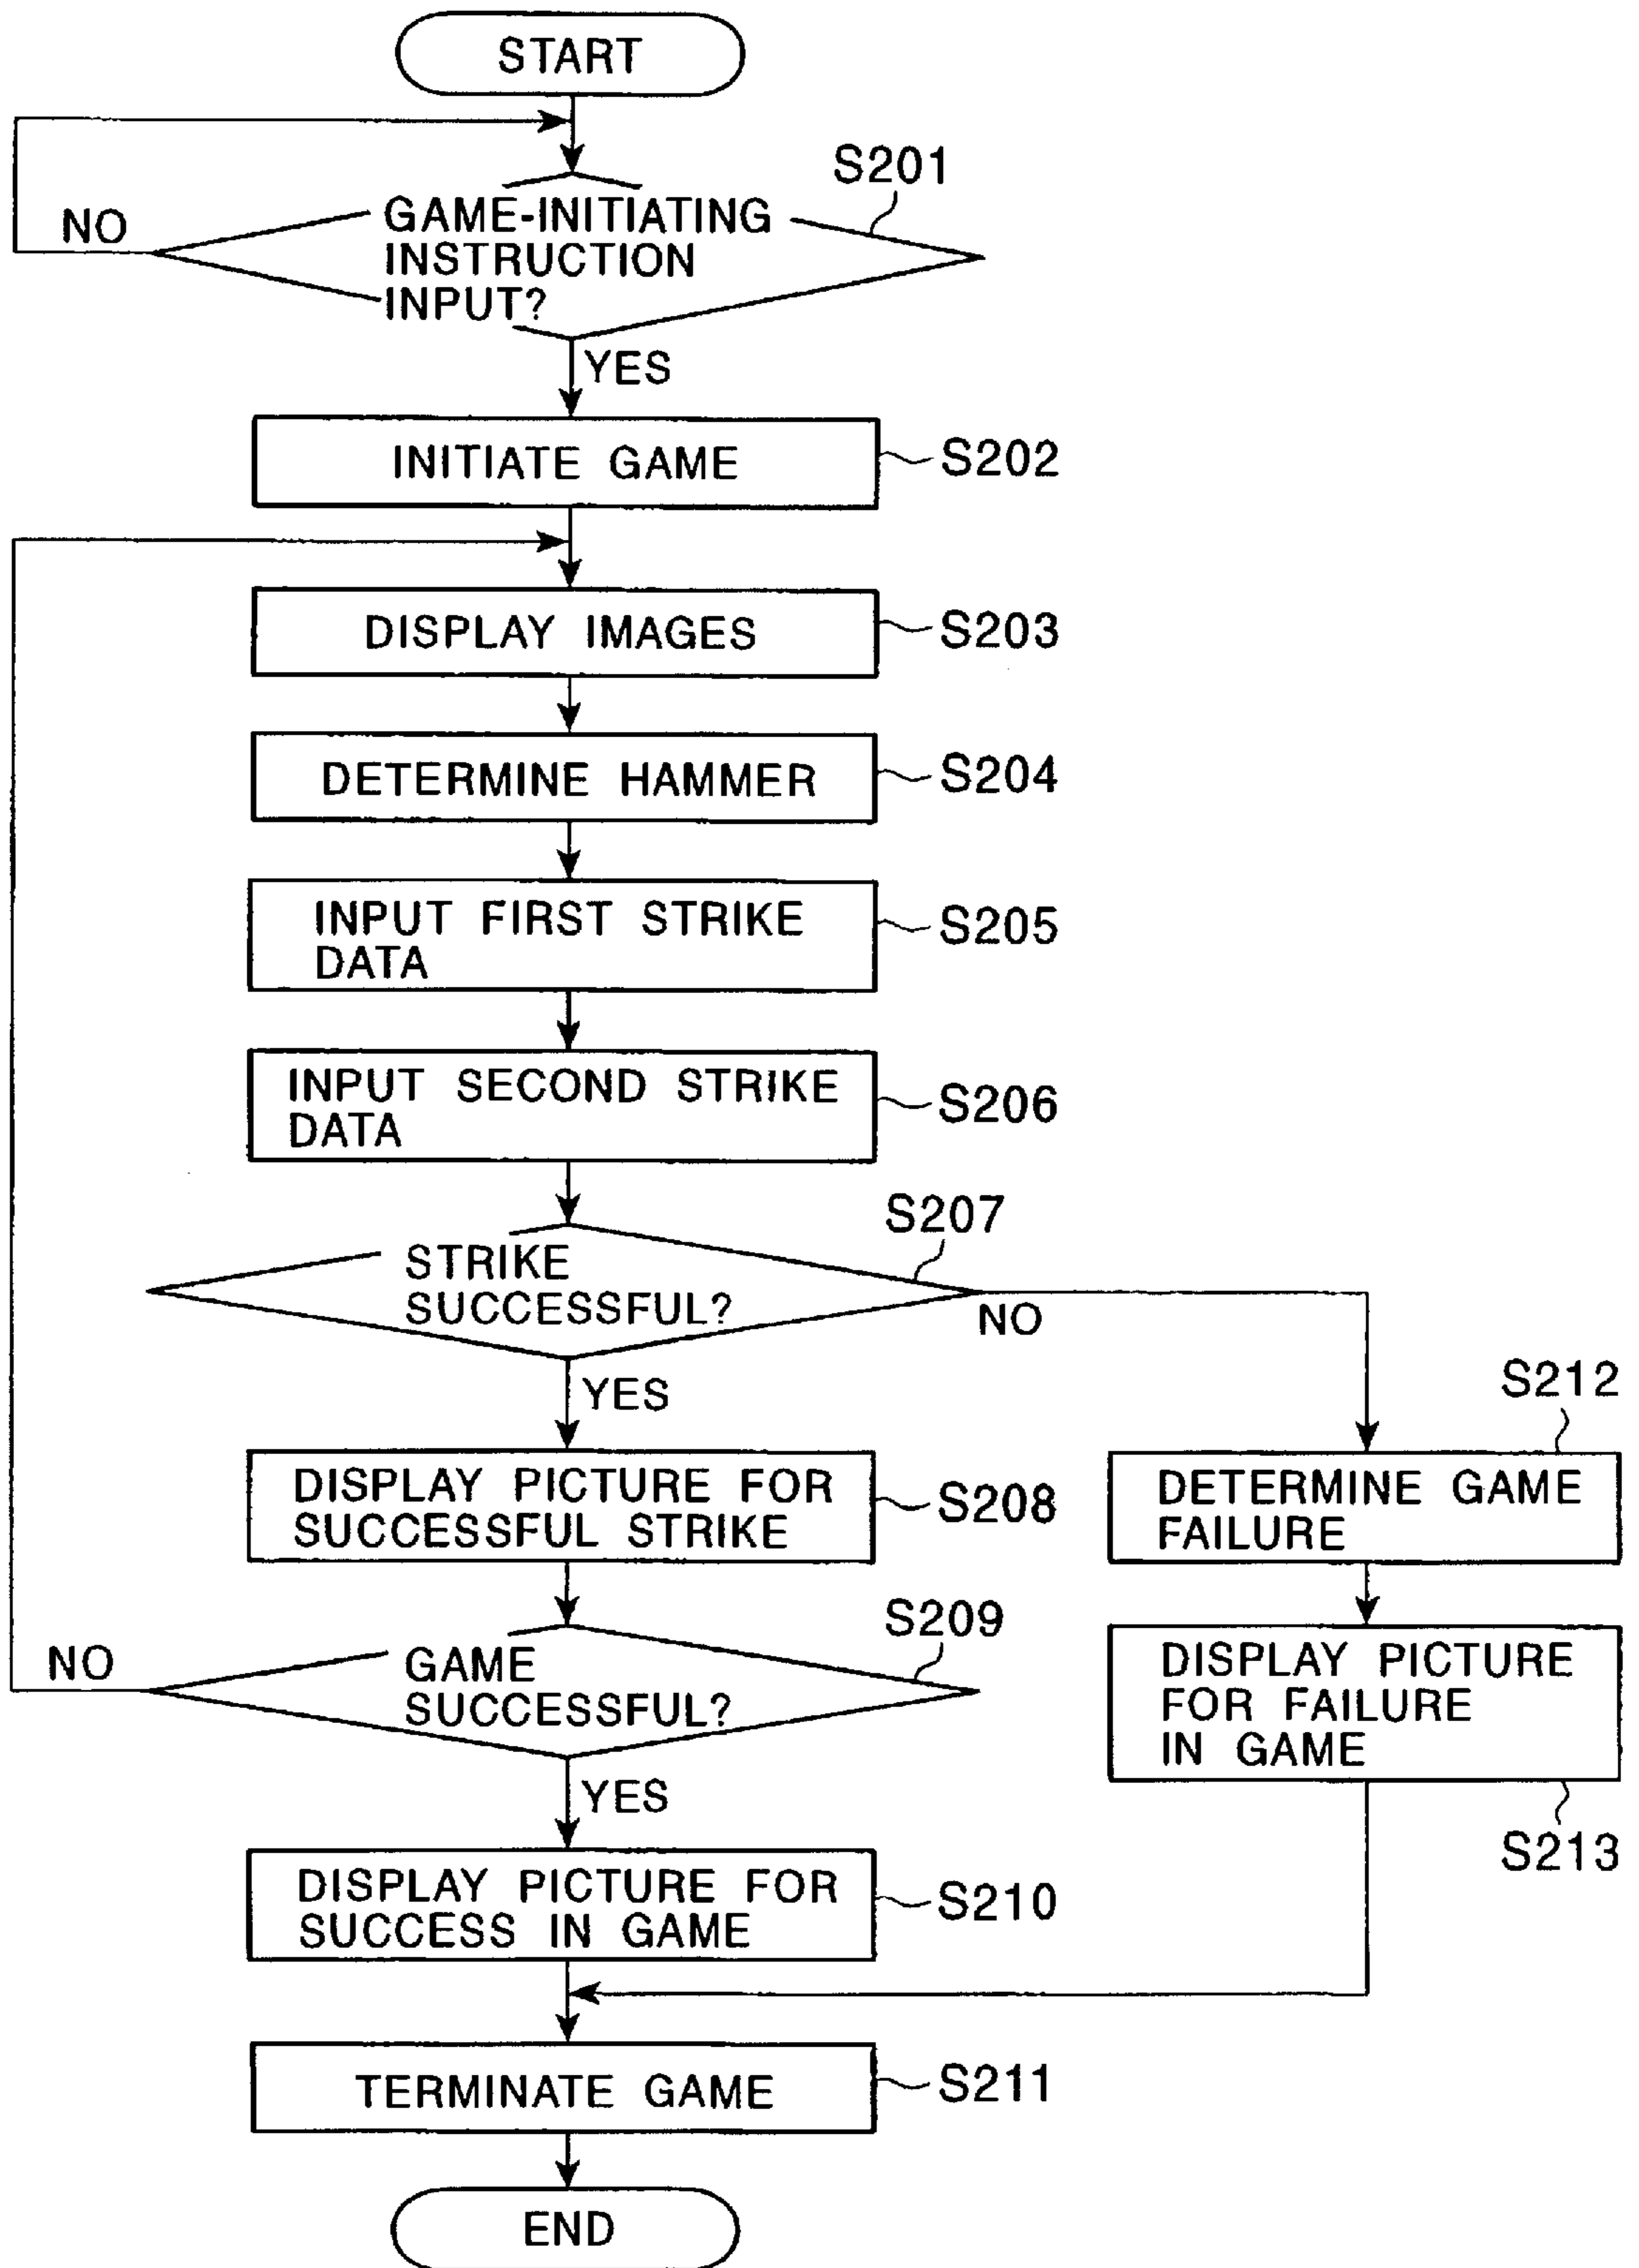 START
S201
NO
GAME-INITIATING
INSTRUCTION
INPUT?
YES
INITIATE GAME
S202
DISPLAY IMAGES
S203
DETERMINE HAMMER
S204
INPUT FIRST STRIKE
DATA
S205
INPUT SECOND STRIKE
DATA
S206
S207
STRIKE
SUCCESSFUL?
NO
YES
S212
DISPLAY PICTURE FOR
SUCCESSFUL STRIKE
S208
DETERMINE GAME
FAILURE
S209
NO
GAME
SUCCESSFUL?
DISPLAY PICTURE
FOR FAILURE
IN GAME
YES
S213
DISPLAY PICTURE FOR
SUCCESS IN GAME
S210
TERMINATE GAME
S211
END